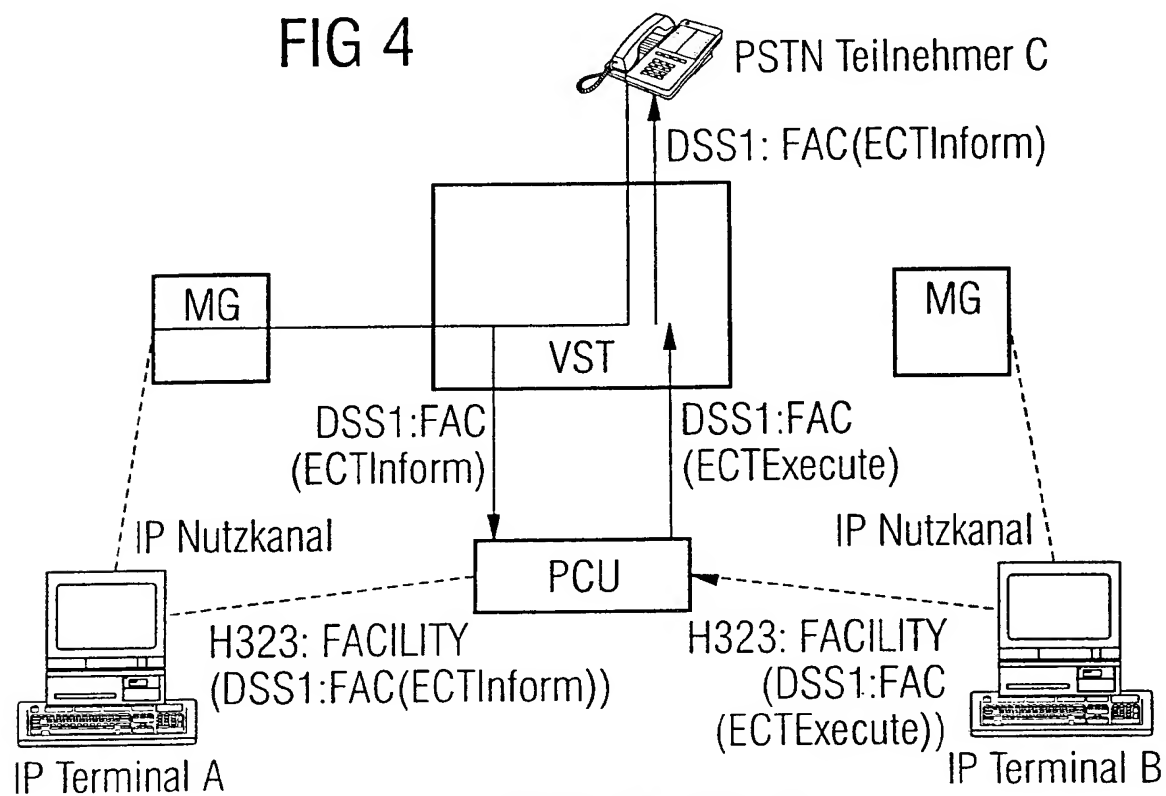 FIG 4
PSTN Teilnehmer C
DSS1: FAC(ECTInform)
MG
MG
VST
DSS1:FAC
(ECTInform)
DSS1:FAC
(ECTExecute)
IP Nutzkanal
IP Nutzkanal
PCU
H323: FACILITY
(DSS1:FAC(ECTInform))
H323: FACILITY
(DSS1:FAC
(ECTExecute))
IP Terminal A
IP Terminal B